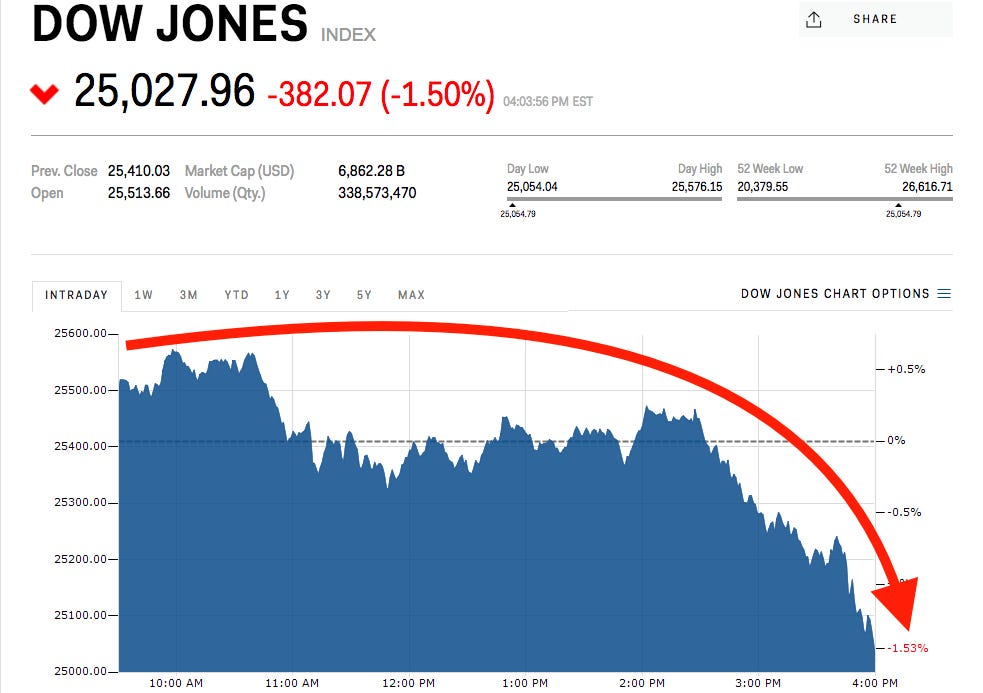 DOW JONES INDEX
SHARE
25,027.96 -382.07 (-1.50%) 04:03:56 PM EST
Prev. Close 25,410.03 Market Cap (USD) 6,862.28 B
Open 25,513.66 Volume (Qty.) 338,573,470
Day Low Day High 52 Week Low 52 Week High
25,054.04 25,576.15 20,379.55 26,616.71
25,054.79 25,054.79
INTRADAY 1W 3M YTD 1Y 3Y 5Y MAX
DOW JONES CHART OPTIONS
25600.00
25500.00
25400.00
25300.00
25200.00
25100.00
25000.00
+0.5%
0%
-0.5%
-1.53%
10:00 AM 11:00 AM 12:00 PM 1:00 PM 2:00 PM 3:00 PM 4:00 PM